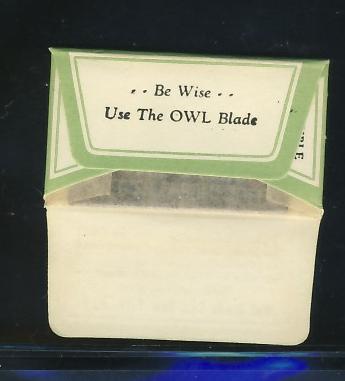 ·· Be Wise ··
Use The OWL Blade